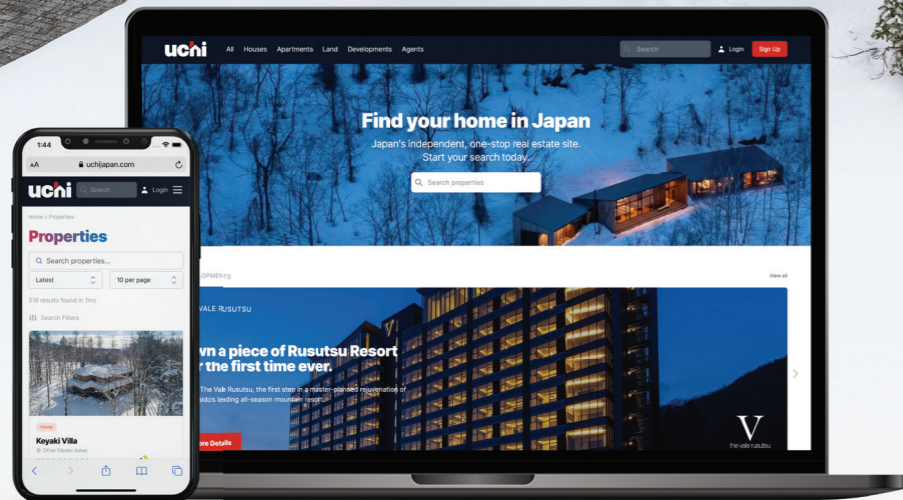 uchi
All Houses Apartments Land Developments Agents
Search
Login
Sign Up
Find your home in Japan
Japan's independent, one-stop real estate site.
Start your search today.
Search properties
View all
VALE RUSUTSU
wn a piece of Rusutsu Resort
r the first time ever.
The Vale Rusutsu, the first step in a master-planned rejuvenation of
aido's leading all-season mountain resort.
ore Details
V
the vale rusutsu
1:44
AA uchijapan.com
uchi
Search
Login
Home > Properties
Properties
Search properties...
Latest
10 per page
518 results found in 1ms
Search Filters
House
Keyaki Villa
Other Niseko Areas